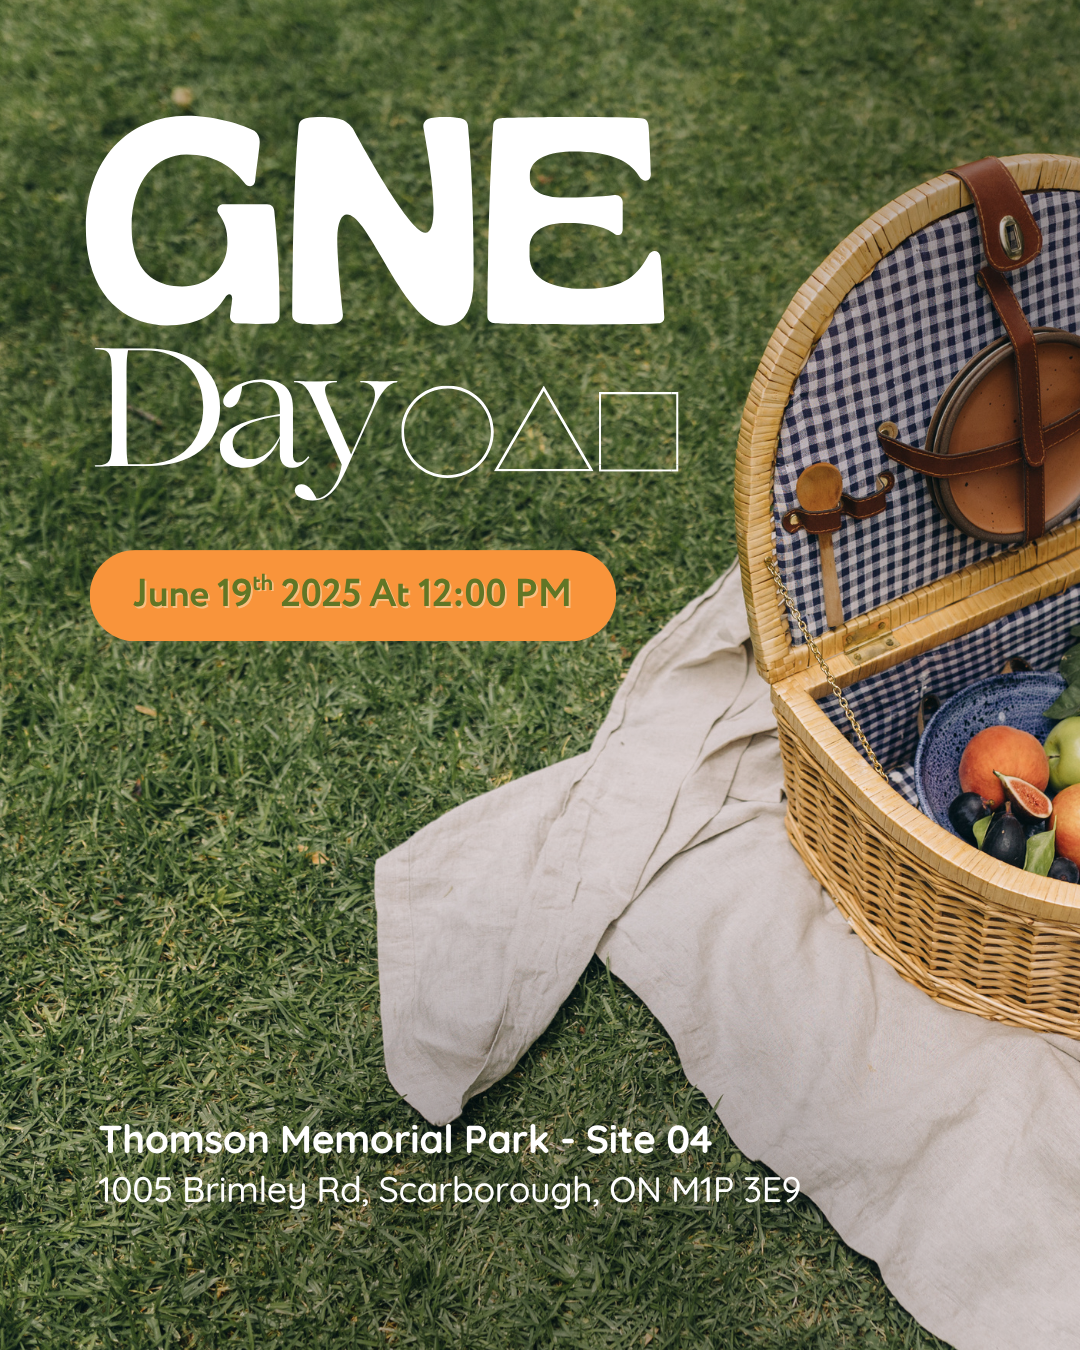 GNE
Day
June 19th 2025 At 12:00 PM
Thomson Memorial Park - Site 04
1005 Brimley Rd, Scarborough, ON M1P 3E9